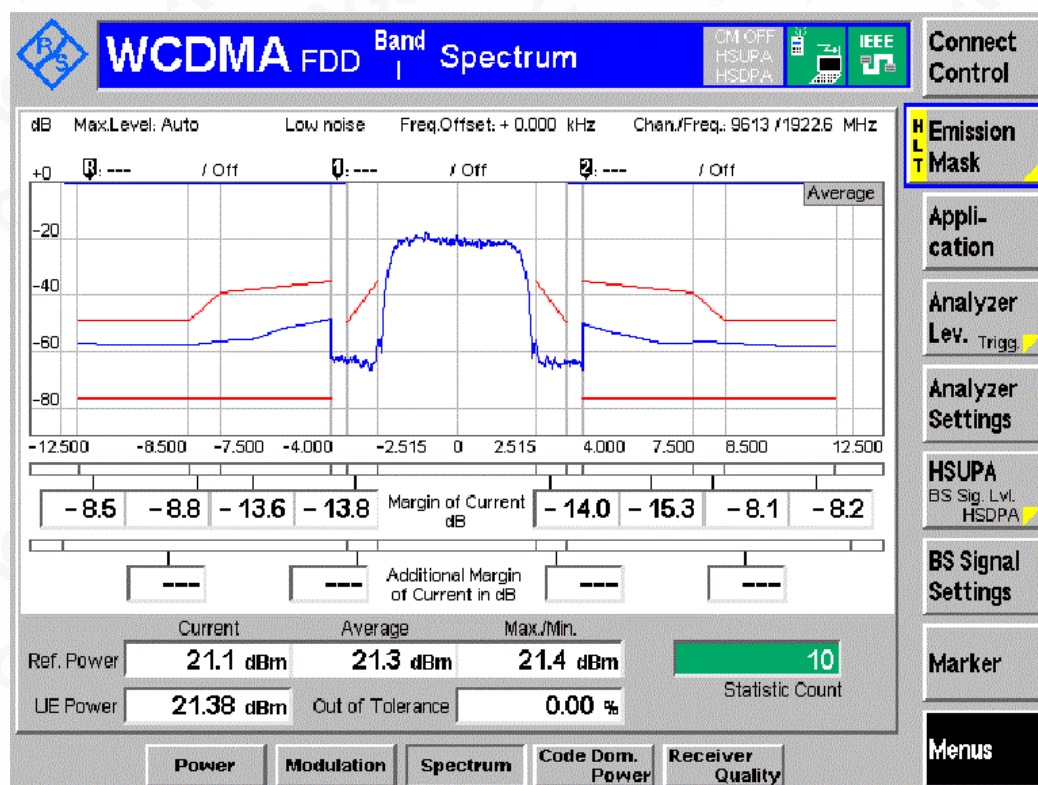 R&S
WCDMA FDD Band I Spectrum
CM OFF
HSUPA
HSDPA
IEEE
Connect
Control
dB Max.Level: Auto Low noise Freq.Offset: + 0.000 kHz Chan./Freq.: 9613 / 1922.6 MHz
HLT
Emission
Mask
R: --- / Off 1: --- / Off 2: --- / Off
+0
Average
-20
-40
-60
-80
Appli-
cation
Analyzer
Lev. Trigg.
Analyzer
Settings
-12.500 -8.500 -7.500 -4.000 -2.515 0 2.515 4.000 7.500 8.500 12.500
HSUPA
BS Sig. Lvl.
HSDPA
- 8.5 - 8.8 - 13.6 - 13.8 Margin of Current dB - 14.0 - 15.3 - 8.1 - 8.2
BS Signal
Settings
--- --- Additional Margin of Current in dB --- ---
Current Average Max./Min.
Ref. Power 21.1 dBm 21.3 dBm 21.4 dBm 10
Statistic Count
UE Power 21.38 dBm Out of Tolerance 0.00 %
Marker
Menus
Power Modulation Spectrum Code Dom. Power Receiver Quality